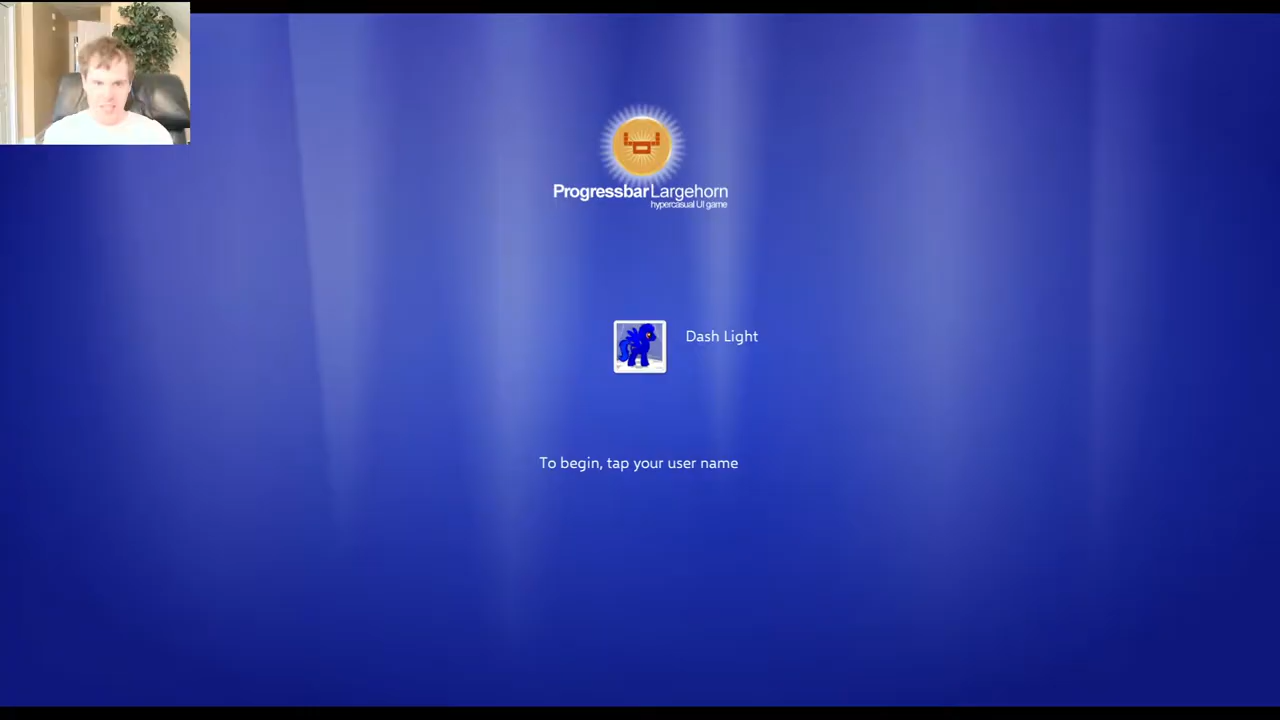 Progressbar Largehorn
hypercasual UI game
Dash Light
To begin, tap your user name